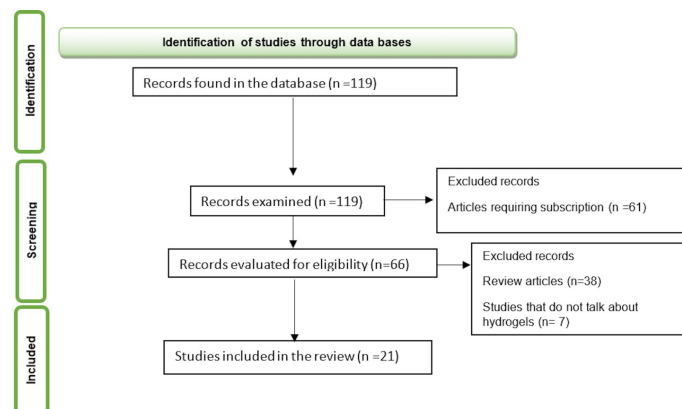 Identification of studies through data bases
Identification
Records found in the database (n =119)
Screening
Records examined (n =119)
Excluded records
Articles requiring subscription (n =61)
Records evaluated for eligibility (n=66)
Excluded records
Review articles (n=38)
Studies that do not talk about
hydrogels (n= 7)
Included
Studies included in the review (n =21)